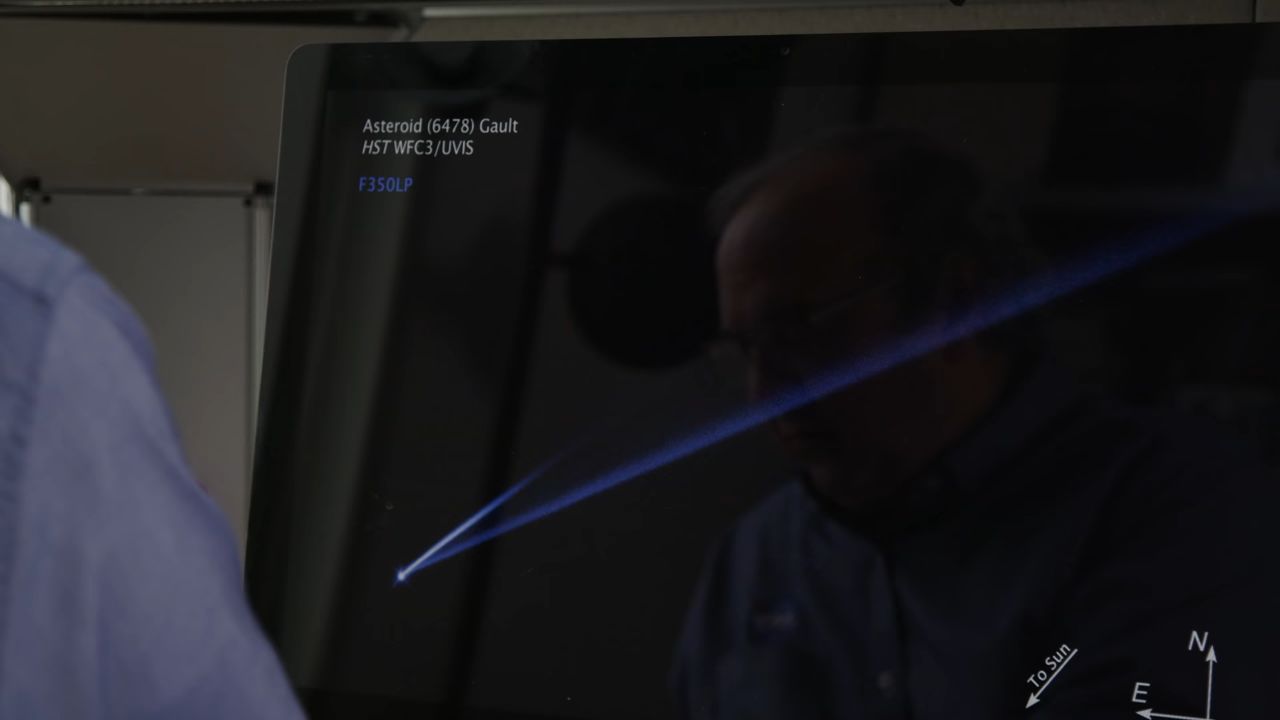 Asteroid (6478) Gault
HST WFC3/UVIS
F350LP
To Sun
N
E